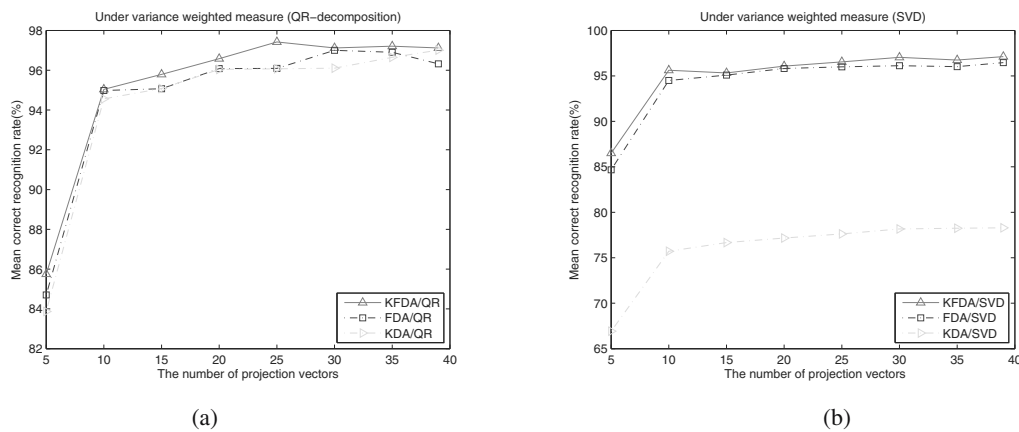 Under variance weighted measure (QR−decomposition)
98
96
94
92
90
88
86
84
82
5 10 15 20 25 30 35 40
Mean correct recognition rate(%)
The number of projection vectors
KFDA/QR
FDA/QR
KDA/QR
(a)
Under variance weighted measure (SVD)
100
95
90
85
80
75
70
65
5 10 15 20 25 30 35 40
Mean correct recognition rate(%)
The number of projection vectors
KFDA/SVD
FDA/SVD
KDA/SVD
(b)